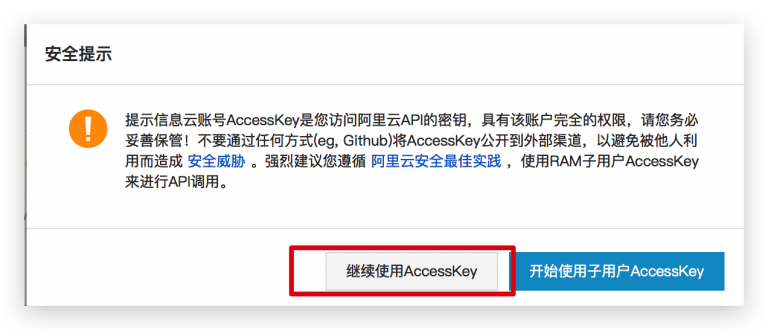 安全提示
提示信息云账号AccessKey是您访问阿里云API的密钥，具有该账户完全的权限，请您务必
妥善保管！不要通过任何方式(eg, Github)将AccessKey公开到外部渠道，以避免被他人利
用而造成 安全威胁 。强烈建议您遵循 阿里云安全最佳实践 ，使用RAM子用户AccessKey
来进行API调用。
继续使用AccessKey
开始使用子用户AccessKey